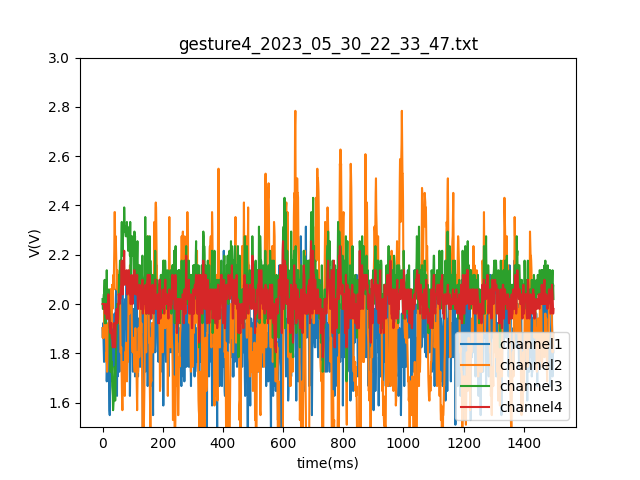 gesture4_2023_05_30_22_33_47.txt
3.0
2.8
2.6
2.4
2.2
2.0
1.8
1.6
V(V)
channel1
channel2
channel3
channel4
0 200 400 600 800 1000 1200 1400
time(ms)